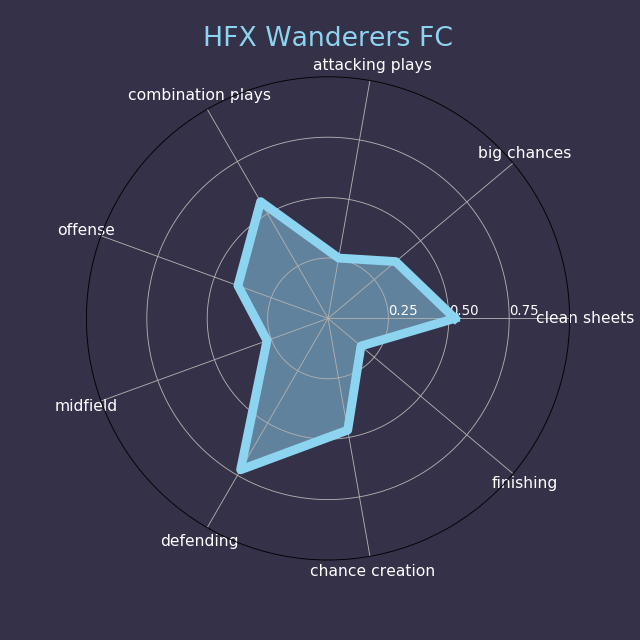 HFX Wanderers FC
attacking plays
combination plays
big chances
offense
0.25
0.50
0.75
clean sheets
midfield
finishing
defending
chance creation